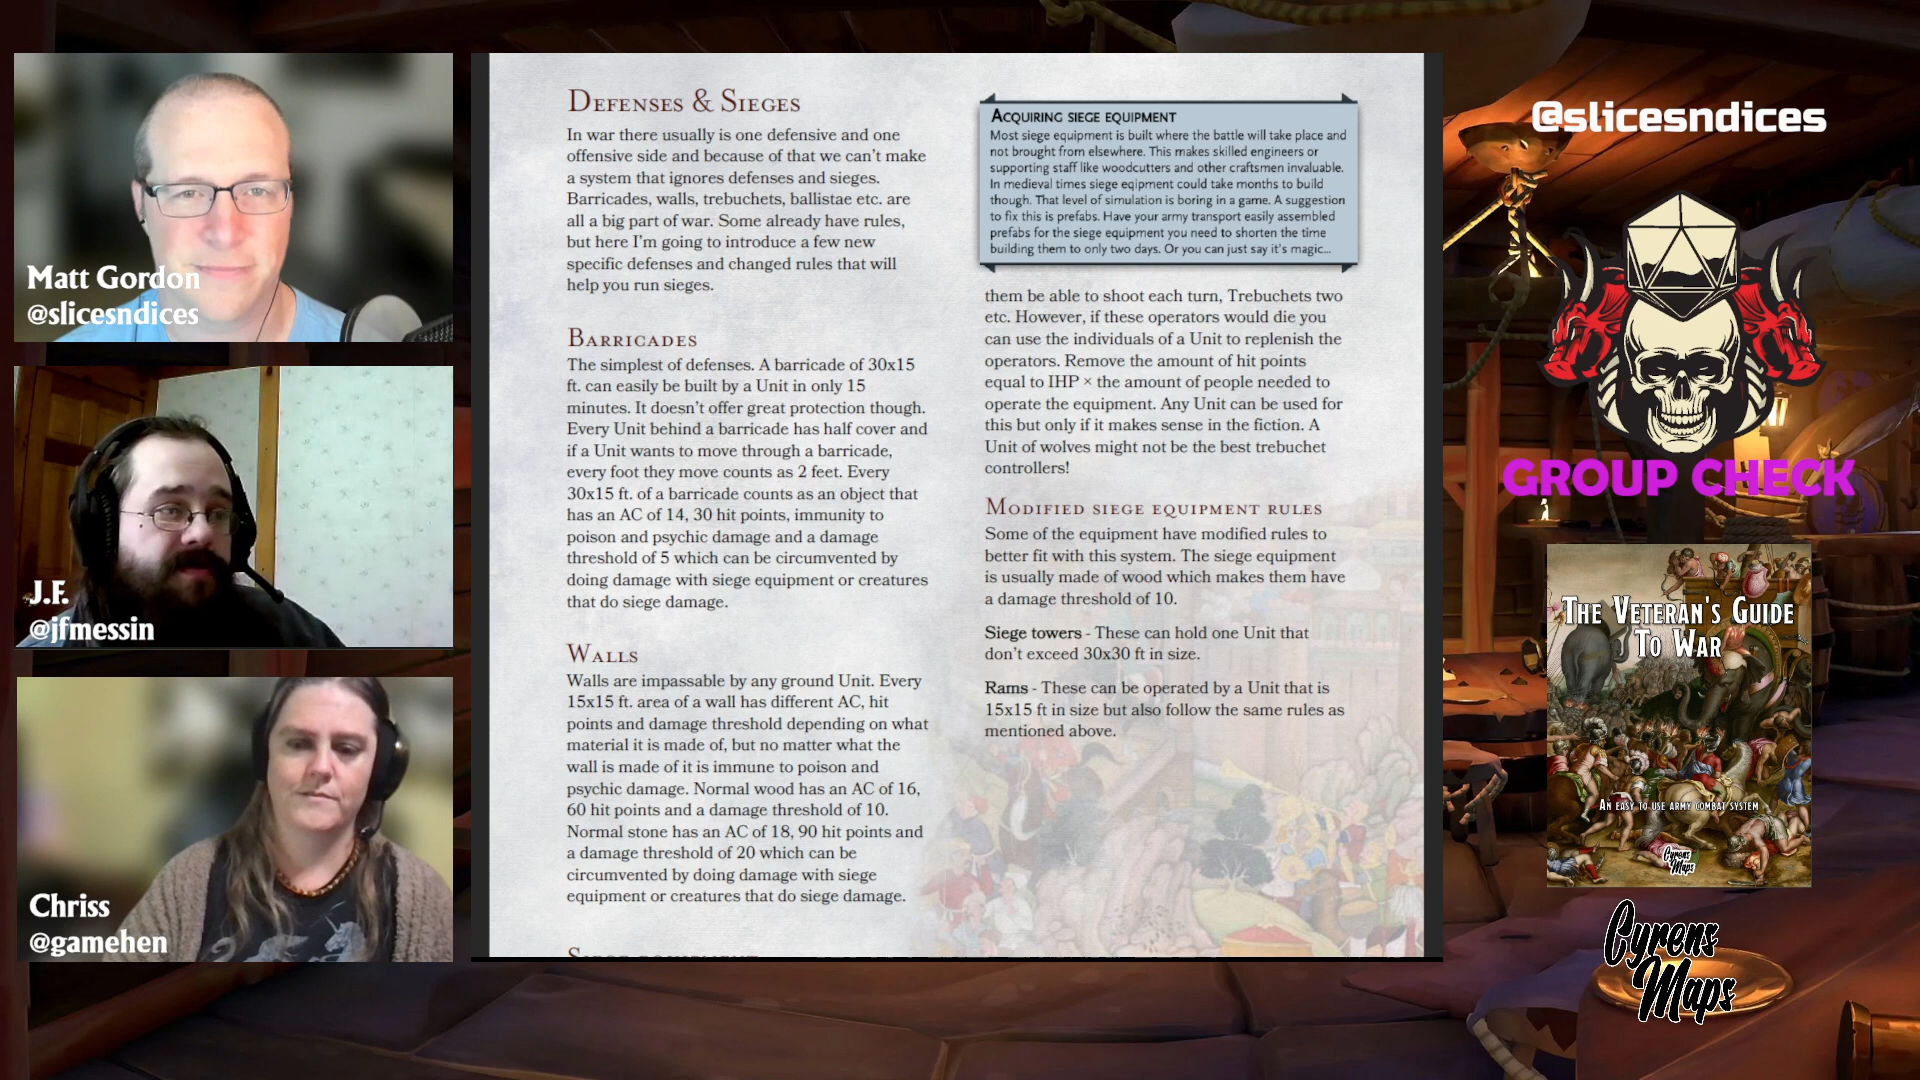 Matt Gordon
@slicesndices
J.F.
@jfmessin
Chriss
@gamehen
Defenses & Sieges
In war there usually is one defensive and one
offensive side and because of that we can't make
a system that ignores defenses and sieges.
Barricades, walls, trebuchets, ballistae etc. are
all a big part of war. Some already have rules,
but here I'm going to introduce a few new
specific defenses and changed rules that will
help you run sieges.
Barricades
The simplest of defenses. A barricade of 30x15
ft. can easily be built by a Unit in only 15
minutes. It doesn't offer great protection though.
Every Unit behind a barricade has half cover and
if a Unit wants to move through a barricade,
every foot they move counts as 2 feet. Every
30x15 ft. of a barricade counts as an object that
has an AC of 14, 30 hit points, immunity to
poison and psychic damage and a damage
threshold of 5 which can be circumvented by
doing damage with siege equipment or creatures
that do siege damage.
Walls
Walls are impassable by any ground Unit. Every
15x15 ft. area of a wall has different AC, hit
points and damage threshold depending on what
material it is made of, but no matter what the
wall is made of it is immune to poison and
psychic damage. Normal wood has an AC of 16,
60 hit points and a damage threshold of 10.
Normal stone has an AC of 18, 90 hit points and
a damage threshold of 20 which can be
circumvented by doing damage with siege
equipment or creatures that do siege damage.
Acquiring siege equipment
Most siege equipment is built where the battle will take place and
not brought from elsewhere. This makes skilled engineers or
supporting staff like woodcutters and other craftsmen invaluable.
In medieval times siege eqipment could take months to build
though. That level of simulation is boring in a game. A suggestion
to fix this is prefabs. Have your army transport easily assembled
prefabs for the siege equipment you need to shorten the time
building them to only two days. Or you can just say it's magic...
them be able to shoot each turn, Trebuchets two
etc. However, if these operators would die you
can use the individuals of a Unit to replenish the
operators. Remove the amount of hit points
equal to IHP × the amount of people needed to
operate the equipment. Any Unit can be used for
this but only if it makes sense in the fiction. A
Unit of wolves might not be the best trebuchet
controllers!
Modified siege equipment rules
Some of the equipment have modified rules to
better fit with this system. The siege equipment
is usually made of wood which makes them have
a damage threshold of 10.
Siege towers - These can hold one Unit that
don't exceed 30x30 ft in size.
Rams - These can be operated by a Unit that is
15x15 ft in size but also follow the same rules as
mentioned above.
@slicesndices
GROUP CHECK
The Veteran's Guide
To War
An easy to use army combat system
Cyrens
Maps
Cyrens
Maps